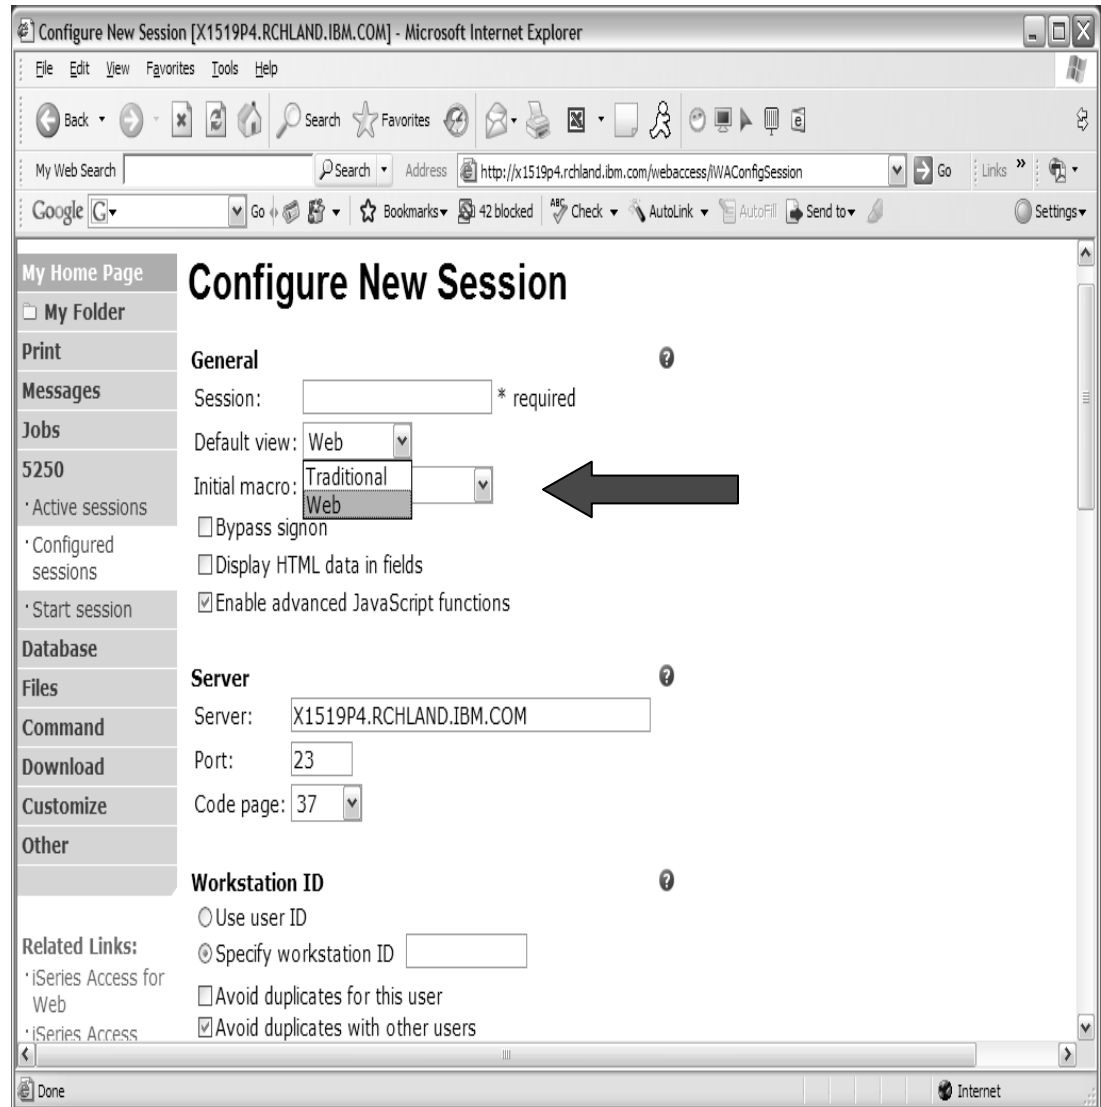 Configure New Session [X1519P4.RCHLAND.IBM.COM] - Microsoft Internet Explorer
File Edit View Favorites Tools Help
Back Search Favorites
My Web Search Search Address http://x1519p4.rchland.ibm.com/webaccess/iWAConfigSession Go Links »
Google G Go Bookmarks 42 blocked ABC Check AutoLink AutoFill Send to Settings
My Home Page
My Folder
Print
Messages
Jobs
5250
· Active sessions
· Configured
sessions
· Start session
Database
Files
Command
Download
Customize
Other
Related Links:
· iSeries Access for
Web
· iSeries Access
Configure New Session
General ?
Session: * required
Default view: Web
Traditional
Web
Initial macro:
Bypass signon
Display HTML data in fields
Enable advanced JavaScript functions
Server ?
Server: X1519P4.RCHLAND.IBM.COM
Port: 23
Code page: 37
Workstation ID ?
Use user ID
Specify workstation ID
Avoid duplicates for this user
Avoid duplicates with other users
Done Internet